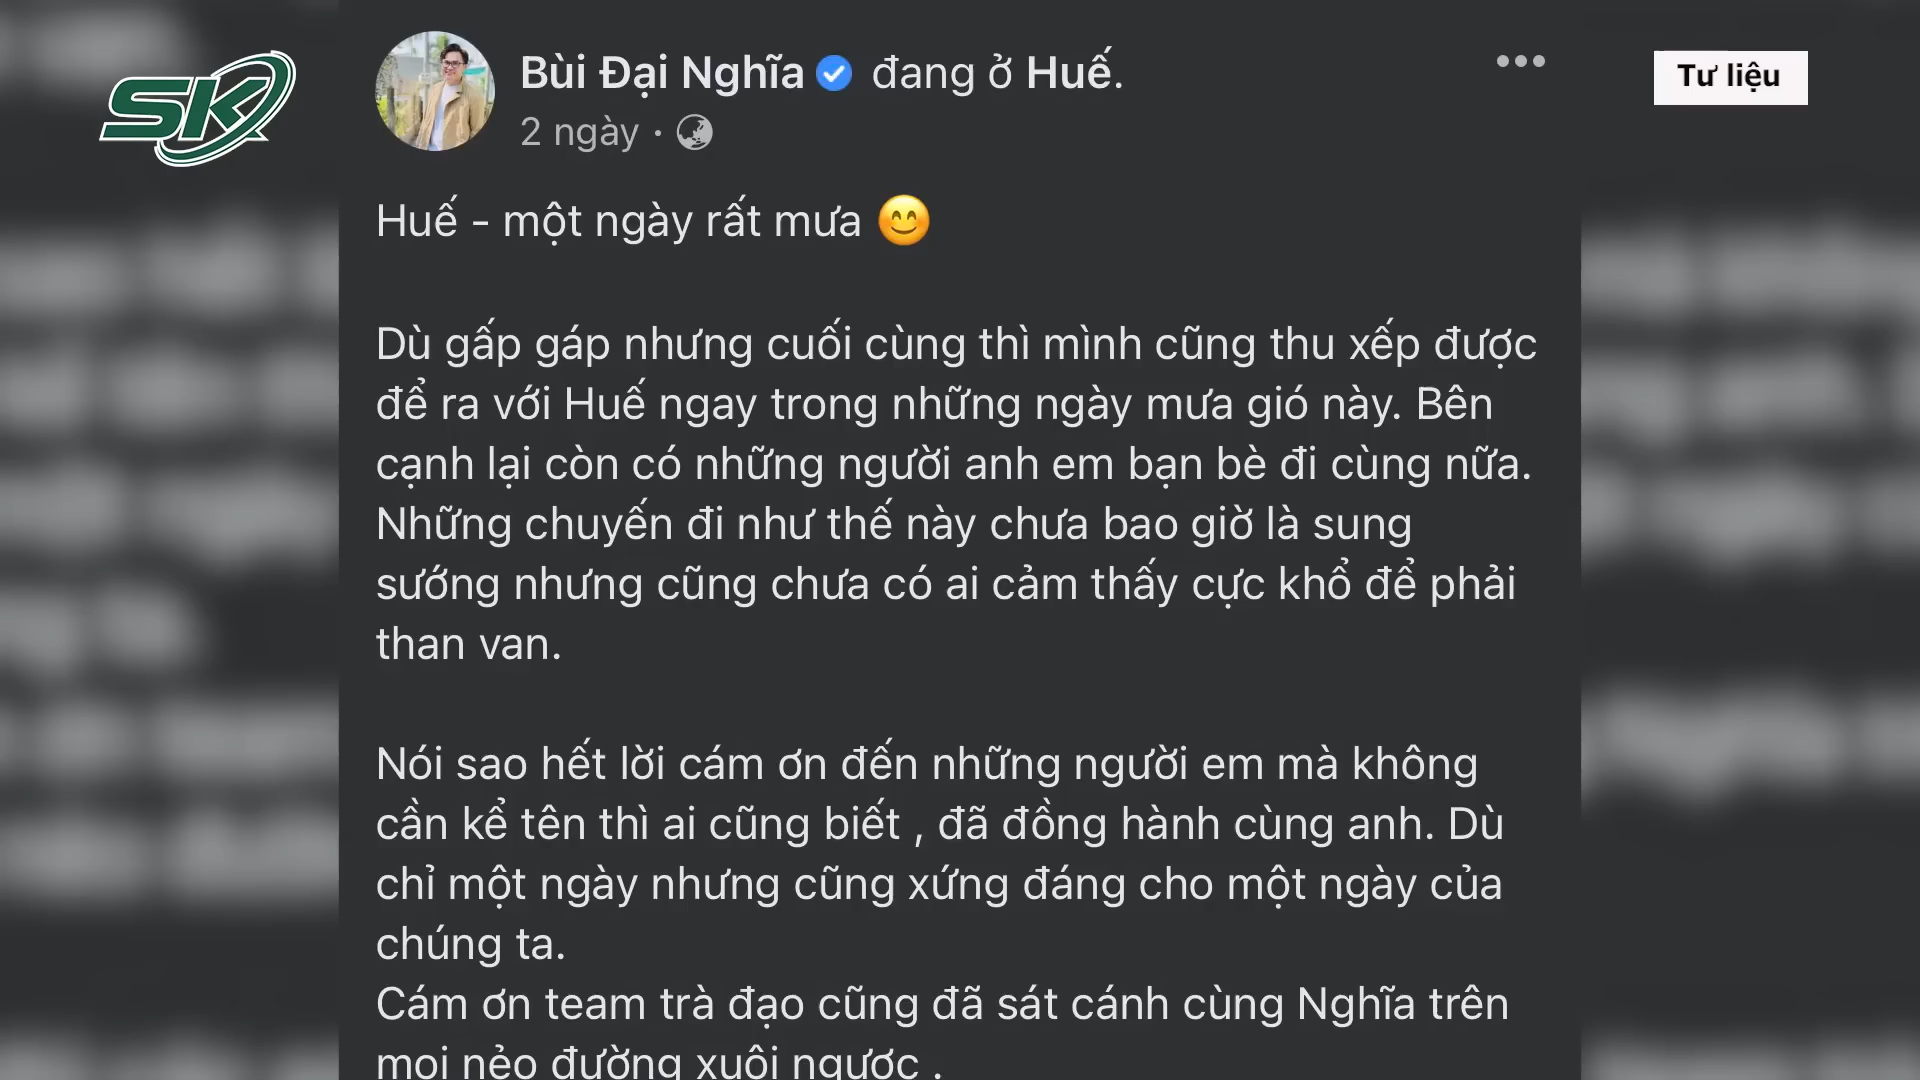 SK
Bùi Đại Nghĩa đang ở Huế.
2 ngày ·
Tư liệu
Huế - một ngày rất mưa 😊
Dù gấp gáp nhưng cuối cùng thì mình cũng thu xếp được
để ra với Huế ngay trong những ngày mưa gió này. Bên
cạnh lại còn có những người anh em bạn bè đi cùng nữa.
Những chuyến đi như thế này chưa bao giờ là sung
sướng nhưng cũng chưa có ai cảm thấy cực khổ để phải
than van.
Nói sao hết lời cám ơn đến những người em mà không
cần kể tên thì ai cũng biết , đã đồng hành cùng anh. Dù
chỉ một ngày nhưng cũng xứng đáng cho một ngày của
chúng ta.
Cám ơn team trà đạo cũng đã sát cánh cùng Nghĩa trên
mọi nẻo đường xuôi ngược .